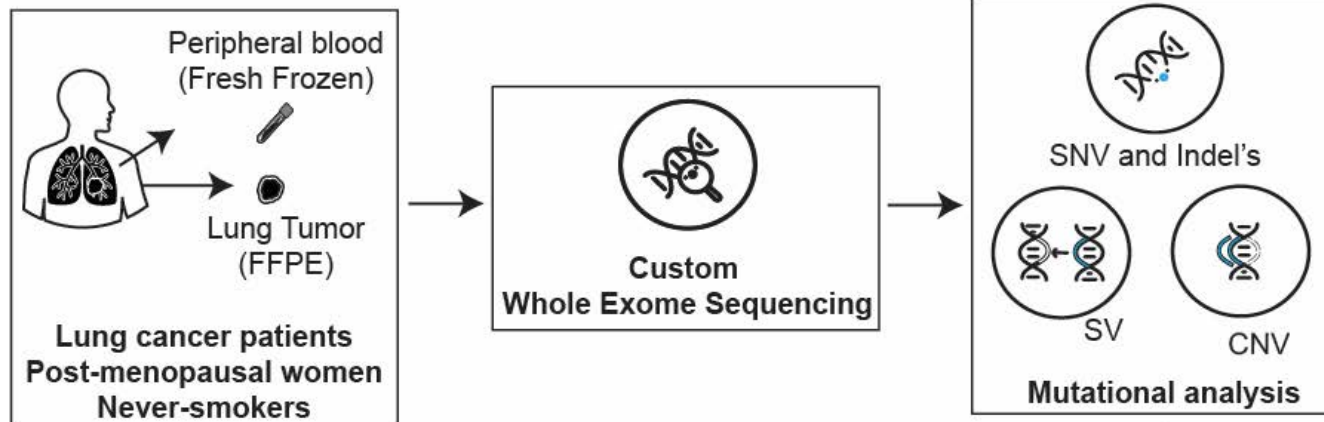 Peripheral blood
(Fresh Frozen)
Lung Tumor
(FFPE)
Lung cancer patients
Post-menopausal women
Never-smokers
Custom
Whole Exome Sequencing
SNV and Indel's
SV
CNV
Mutational analysis